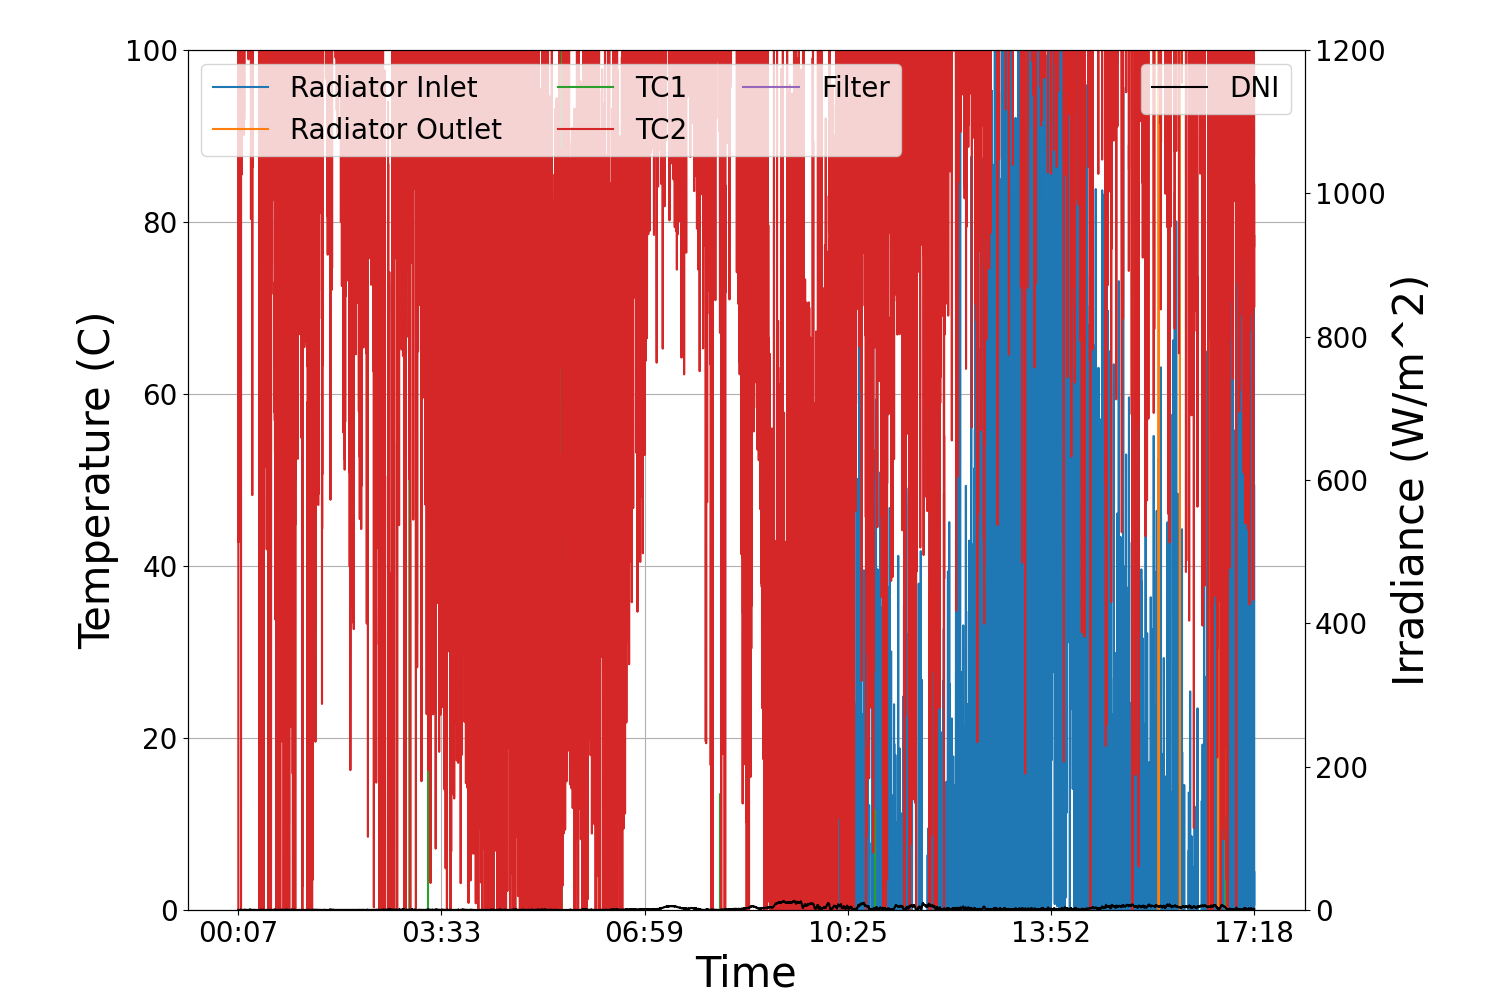 100
80
60
40
20
0
Temperature (C)
Radiator Inlet
Radiator Outlet
TC1
TC2
Filter
DNI
1200
1000
800
600
400
200
0
Irradiance (W/m^2)
00:07
03:33
06:59
10:25
13:52
17:18
Time